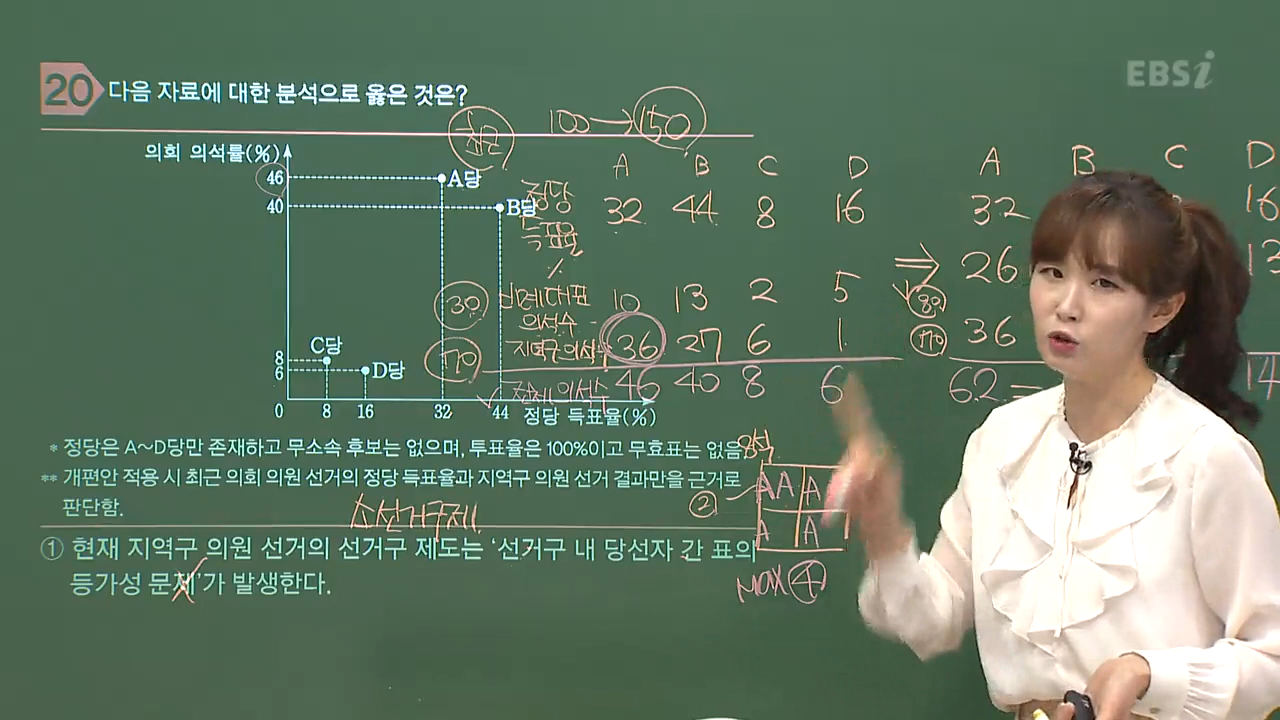 EBSi
20 다음 자료에 대한 분석으로 옳은 것은?
최근 100→150
의회 의석률(%)
46 A당
40 B당
8 C당
6 D당
0 8 16 32 44 정당 득표율(%)
A B C D
정당 득표율 % 32 44 8 16
30 비례대표 의석수 10 13 2 5
70 지역구 의석수 36 27 6 1
전체 의석수 46 40 8 6
A B C D
32 16
⇒ 26 13
↓ 80
70 36
62 = 14
* 정당은 A~D당만 존재하고 무소속 후보는 없으며, 투표율은 100%이고 무효표는 없음
** 개편안 적용 시 최근 의회 의원 선거의 정당 득표율과 지역구 의원 선거 결과만을 근거로
판단함.
소선거구제
② AA A
A A
MAX ④
① 현재 지역구 의원 선거의 선거구 제도는 ‘선거구 내 당선자 간 표의
등가성 문제’가 발생한다.